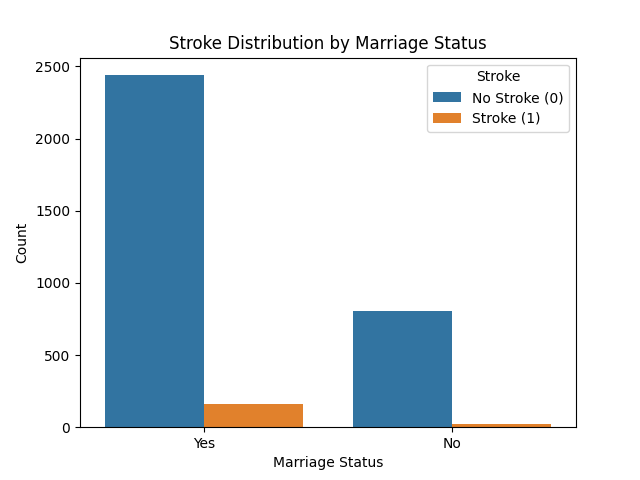 Stroke Distribution by Marriage Status
Stroke
No Stroke (0)
Stroke (1)
2500
2000
1500
1000
500
0
Count
Yes
No
Marriage Status